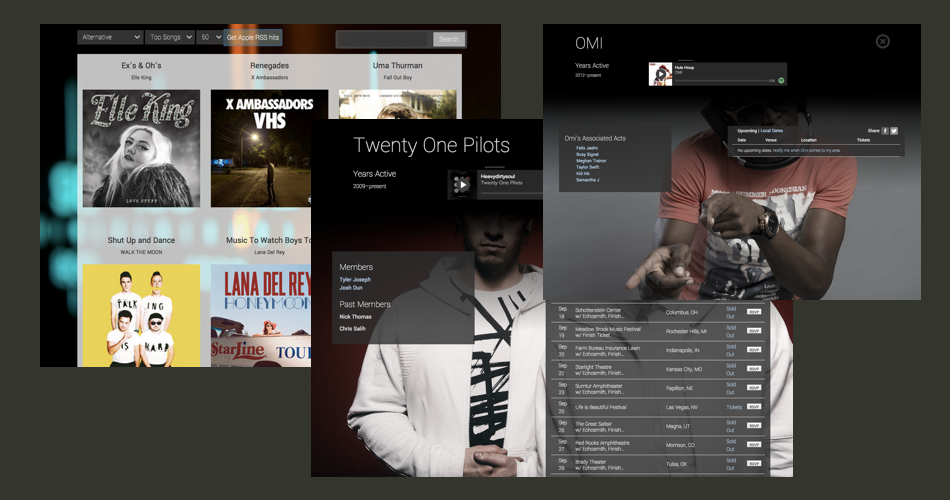 Alternative Top Songs 50 Get Apple RSS hits Search
Ex's & Oh's
Elle King
Renegades
X Ambassadors
Uma Thurman
Fall Out Boy
Elle King
LOVE STUFF
X AMBASSADORS
VHS
Shut Up and Dance
WALK THE MOON
Music To Watch Boys To
Lana Del Rey
TALK ING
IS HARD
LANA DEL REY
HONEYMOON
StarLine TOU
Twenty One Pilots
Years Active
2009-present
Heavydirtysoul
Twenty One Pilots
Members
Tyler Joseph
Josh Dun
Past Members
Nick Thomas
Chris Salih
OMI
Years Active
2012-present
Hula Hoop
OMI
Omi's Associated Acts
Felix Jaehn
Busy Signal
Meghan Trainor
Taylor Swift
Kid Ink
Samantha J
Upcoming | Local Dates Share:
Date Venue Location Tickets
No upcoming dates. Notify me when Omi comes to my area
Sep 18 Schottenstein Center w/ Echosmith, Finish... Columbus, OH Sold Out RSVP
Sep 19 Meadow Brook Music Festival w/ Finish Ticket... Rochester Hills, MI Sold Out RSVP
Sep 20 Farm Bureau Insurance Lawn w/ Echosmith, Finish... Indianapolis, IN Sold Out RSVP
Sep 22 Starlight Theatre w/ Echosmith, Finish... Kansas City, MO Sold Out RSVP
Sep 23 Sumtur Amphitheater w/ Echosmith, Finish... Papillion, NE Sold Out RSVP
Sep 25 Life is Beautiful Festival Las Vegas, NV Tickets RSVP
Sep 26 The Great Saltair w/ Echosmith, Finish... Magna, UT Sold Out RSVP
Sep 27 Red Rocks Amphitheatre w/ Echosmith, Finish... Morrison, CO Sold Out RSVP
Sep 29 Brady Theater w/ Echosmith, Finish... Tulsa, OK Sold Out RSVP